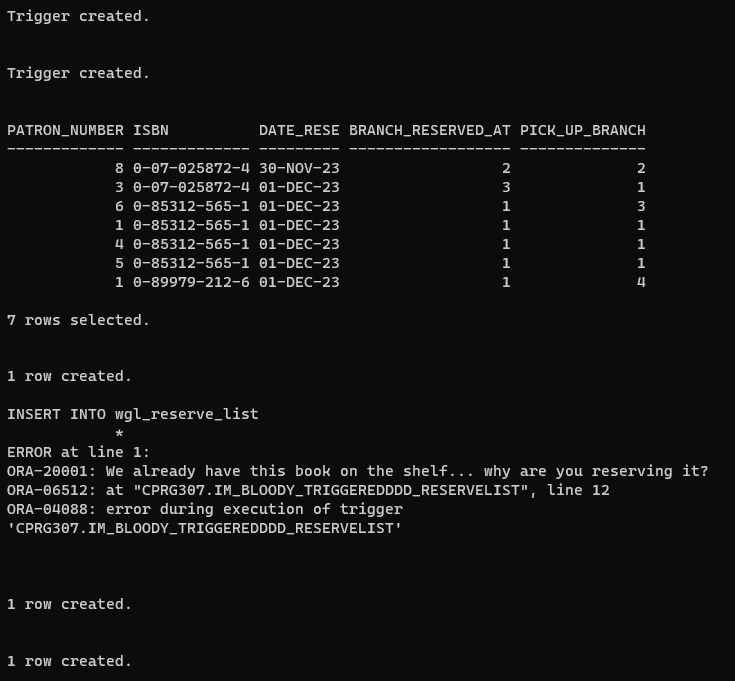 Trigger created.
Trigger created.
PATRON_NUMBER ISBN          DATE_RESE BRANCH_RESERVED_AT PICK_UP_BRANCH
------------- ------------- --------- ------------------ --------------
            8 0-07-025872-4 30-NOV-23                  2              2
            3 0-07-025872-4 01-DEC-23                  3              1
            6 0-85312-565-1 01-DEC-23                  1              3
            1 0-85312-565-1 01-DEC-23                  1              1
            4 0-85312-565-1 01-DEC-23                  1              1
            5 0-85312-565-1 01-DEC-23                  1              1
            1 0-89979-212-6 01-DEC-23                  1              4
7 rows selected.
1 row created.
INSERT INTO wgl_reserve_list
            *
ERROR at line 1:
ORA-20001: We already have this book on the shelf... why are you reserving it?
ORA-06512: at "CPRG307.IM_BLOODY_TRIGGEREDDDD_RESERVELIST", line 12
ORA-04088: error during execution of trigger
'CPRG307.IM_BLOODY_TRIGGEREDDDD_RESERVELIST'
1 row created.
1 row created.